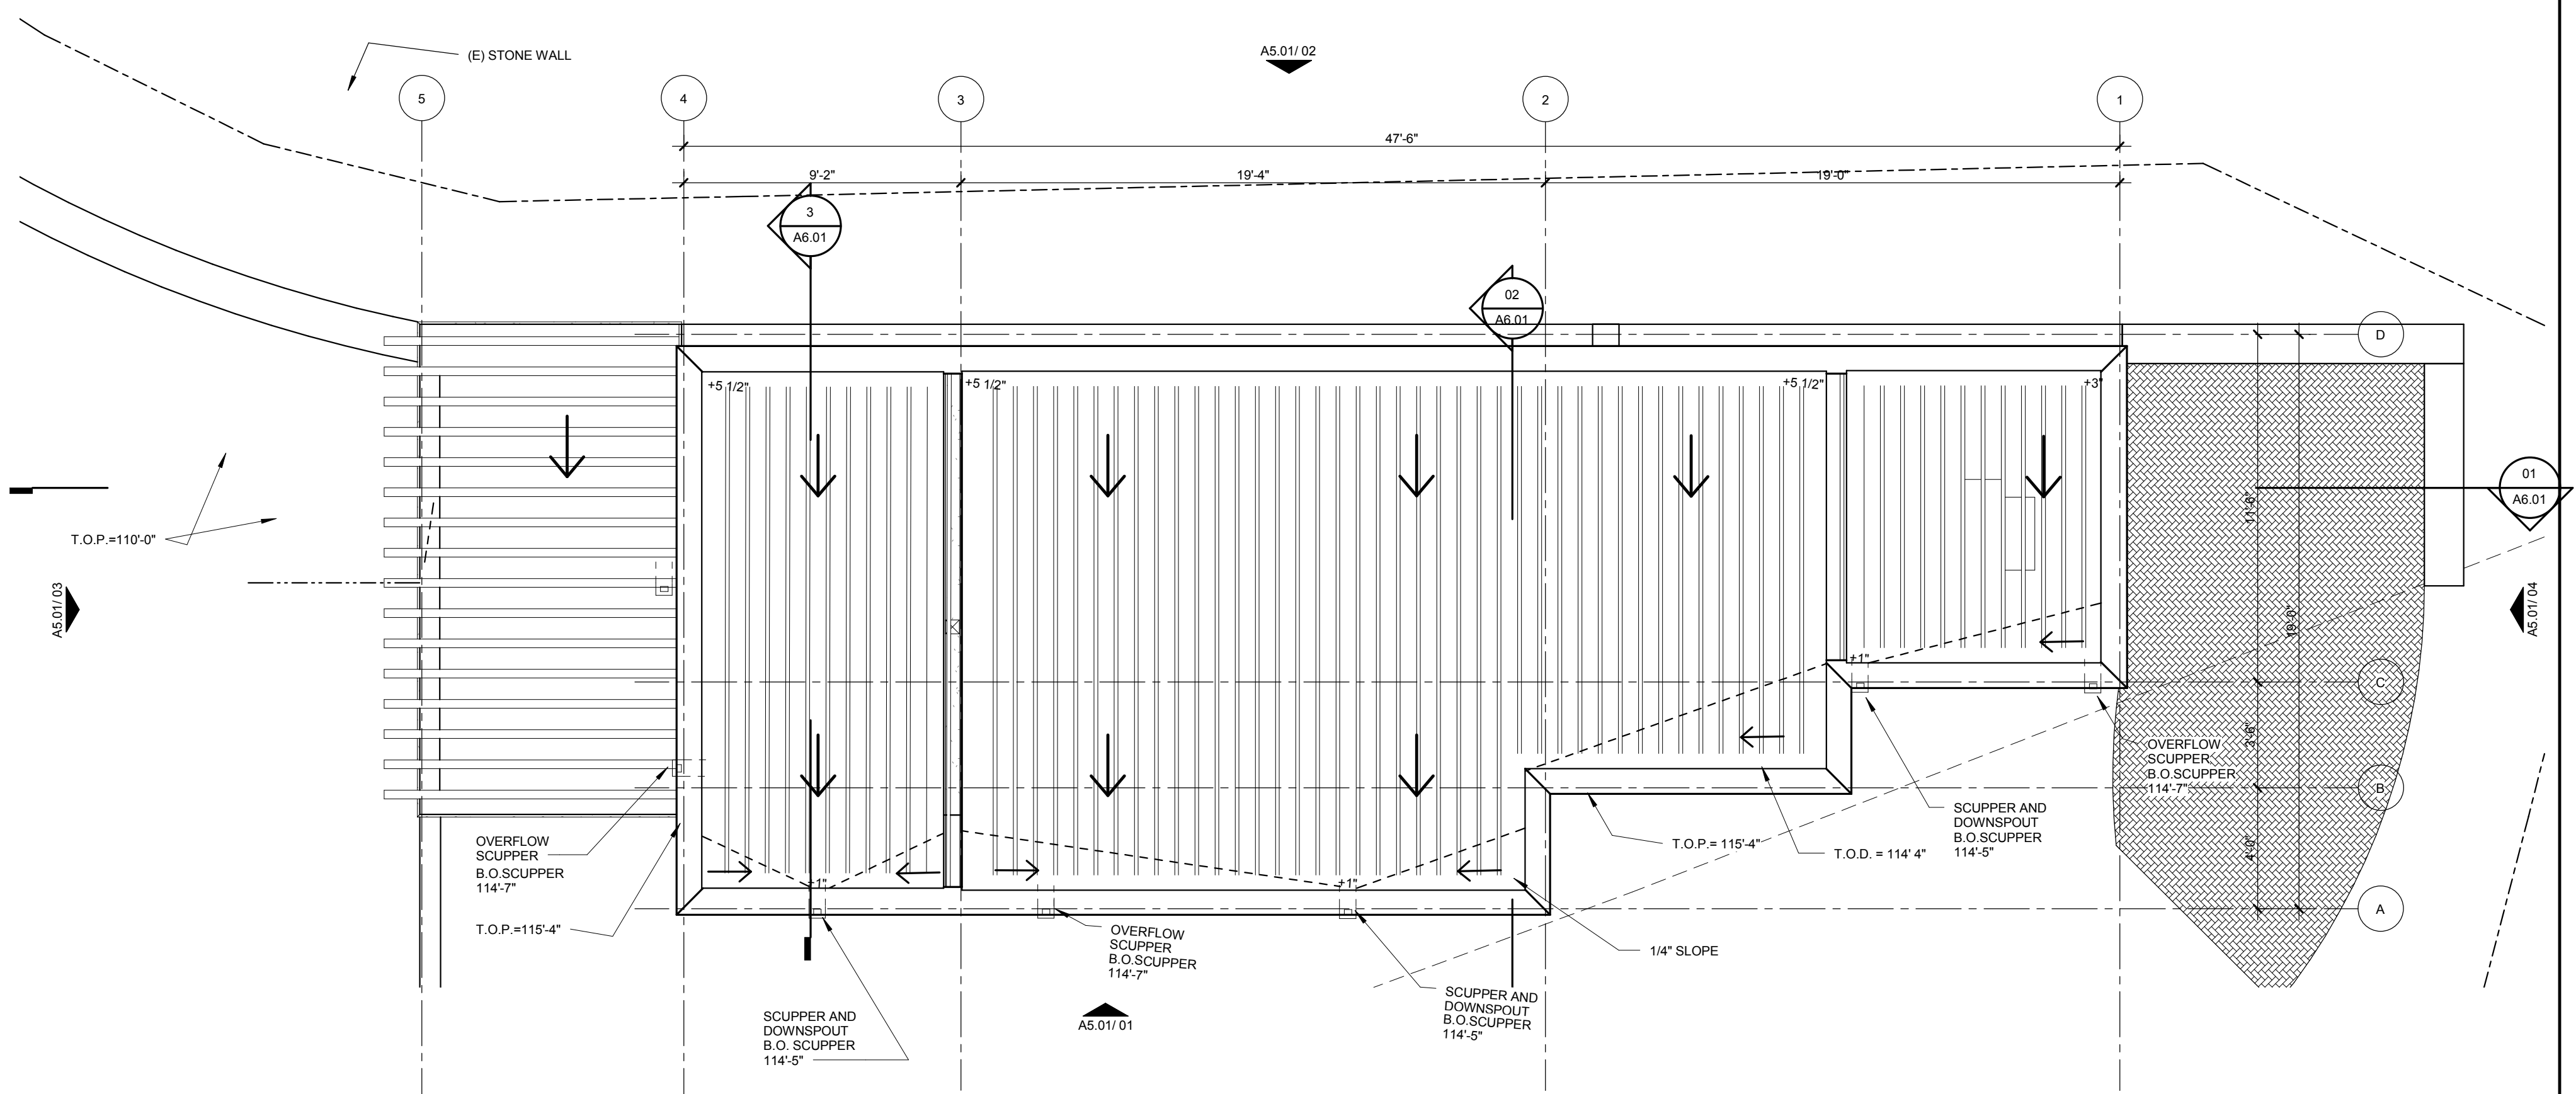 A5.01/ 02
(E) STONE WALL
5
4
3
2
1
47'-6"
9'-2"
19'-4"
19'-0"
3
A6.01
02
A6.01
D
+5 1/2"
+5 1/2"
+5 1/2"
+3"
01
A6.01
11'-6"
T.O.P.=110'-0"
A5.01/ 03
19'-0"
A5.01/ 04
+1"
C
3'-6"
OVERFLOW
SCUPPER
B.O.SCUPPER
114'-7"
B
SCUPPER AND
DOWNSPOUT
B.O.SCUPPER
114'-5"
T.O.P.= 115'-4"
T.O.D. = 114' 4"
4'-0"
OVERFLOW
SCUPPER
B.O.SCUPPER
114'-7"
+1"
+1"
A
T.O.P.=115'-4"
OVERFLOW
SCUPPER
B.O.SCUPPER
114'-7"
1/4" SLOPE
SCUPPER AND
DOWNSPOUT
B.O.SCUPPER
114'-5"
SCUPPER AND
DOWNSPOUT
B.O. SCUPPER
114'-5"
A5.01/ 01